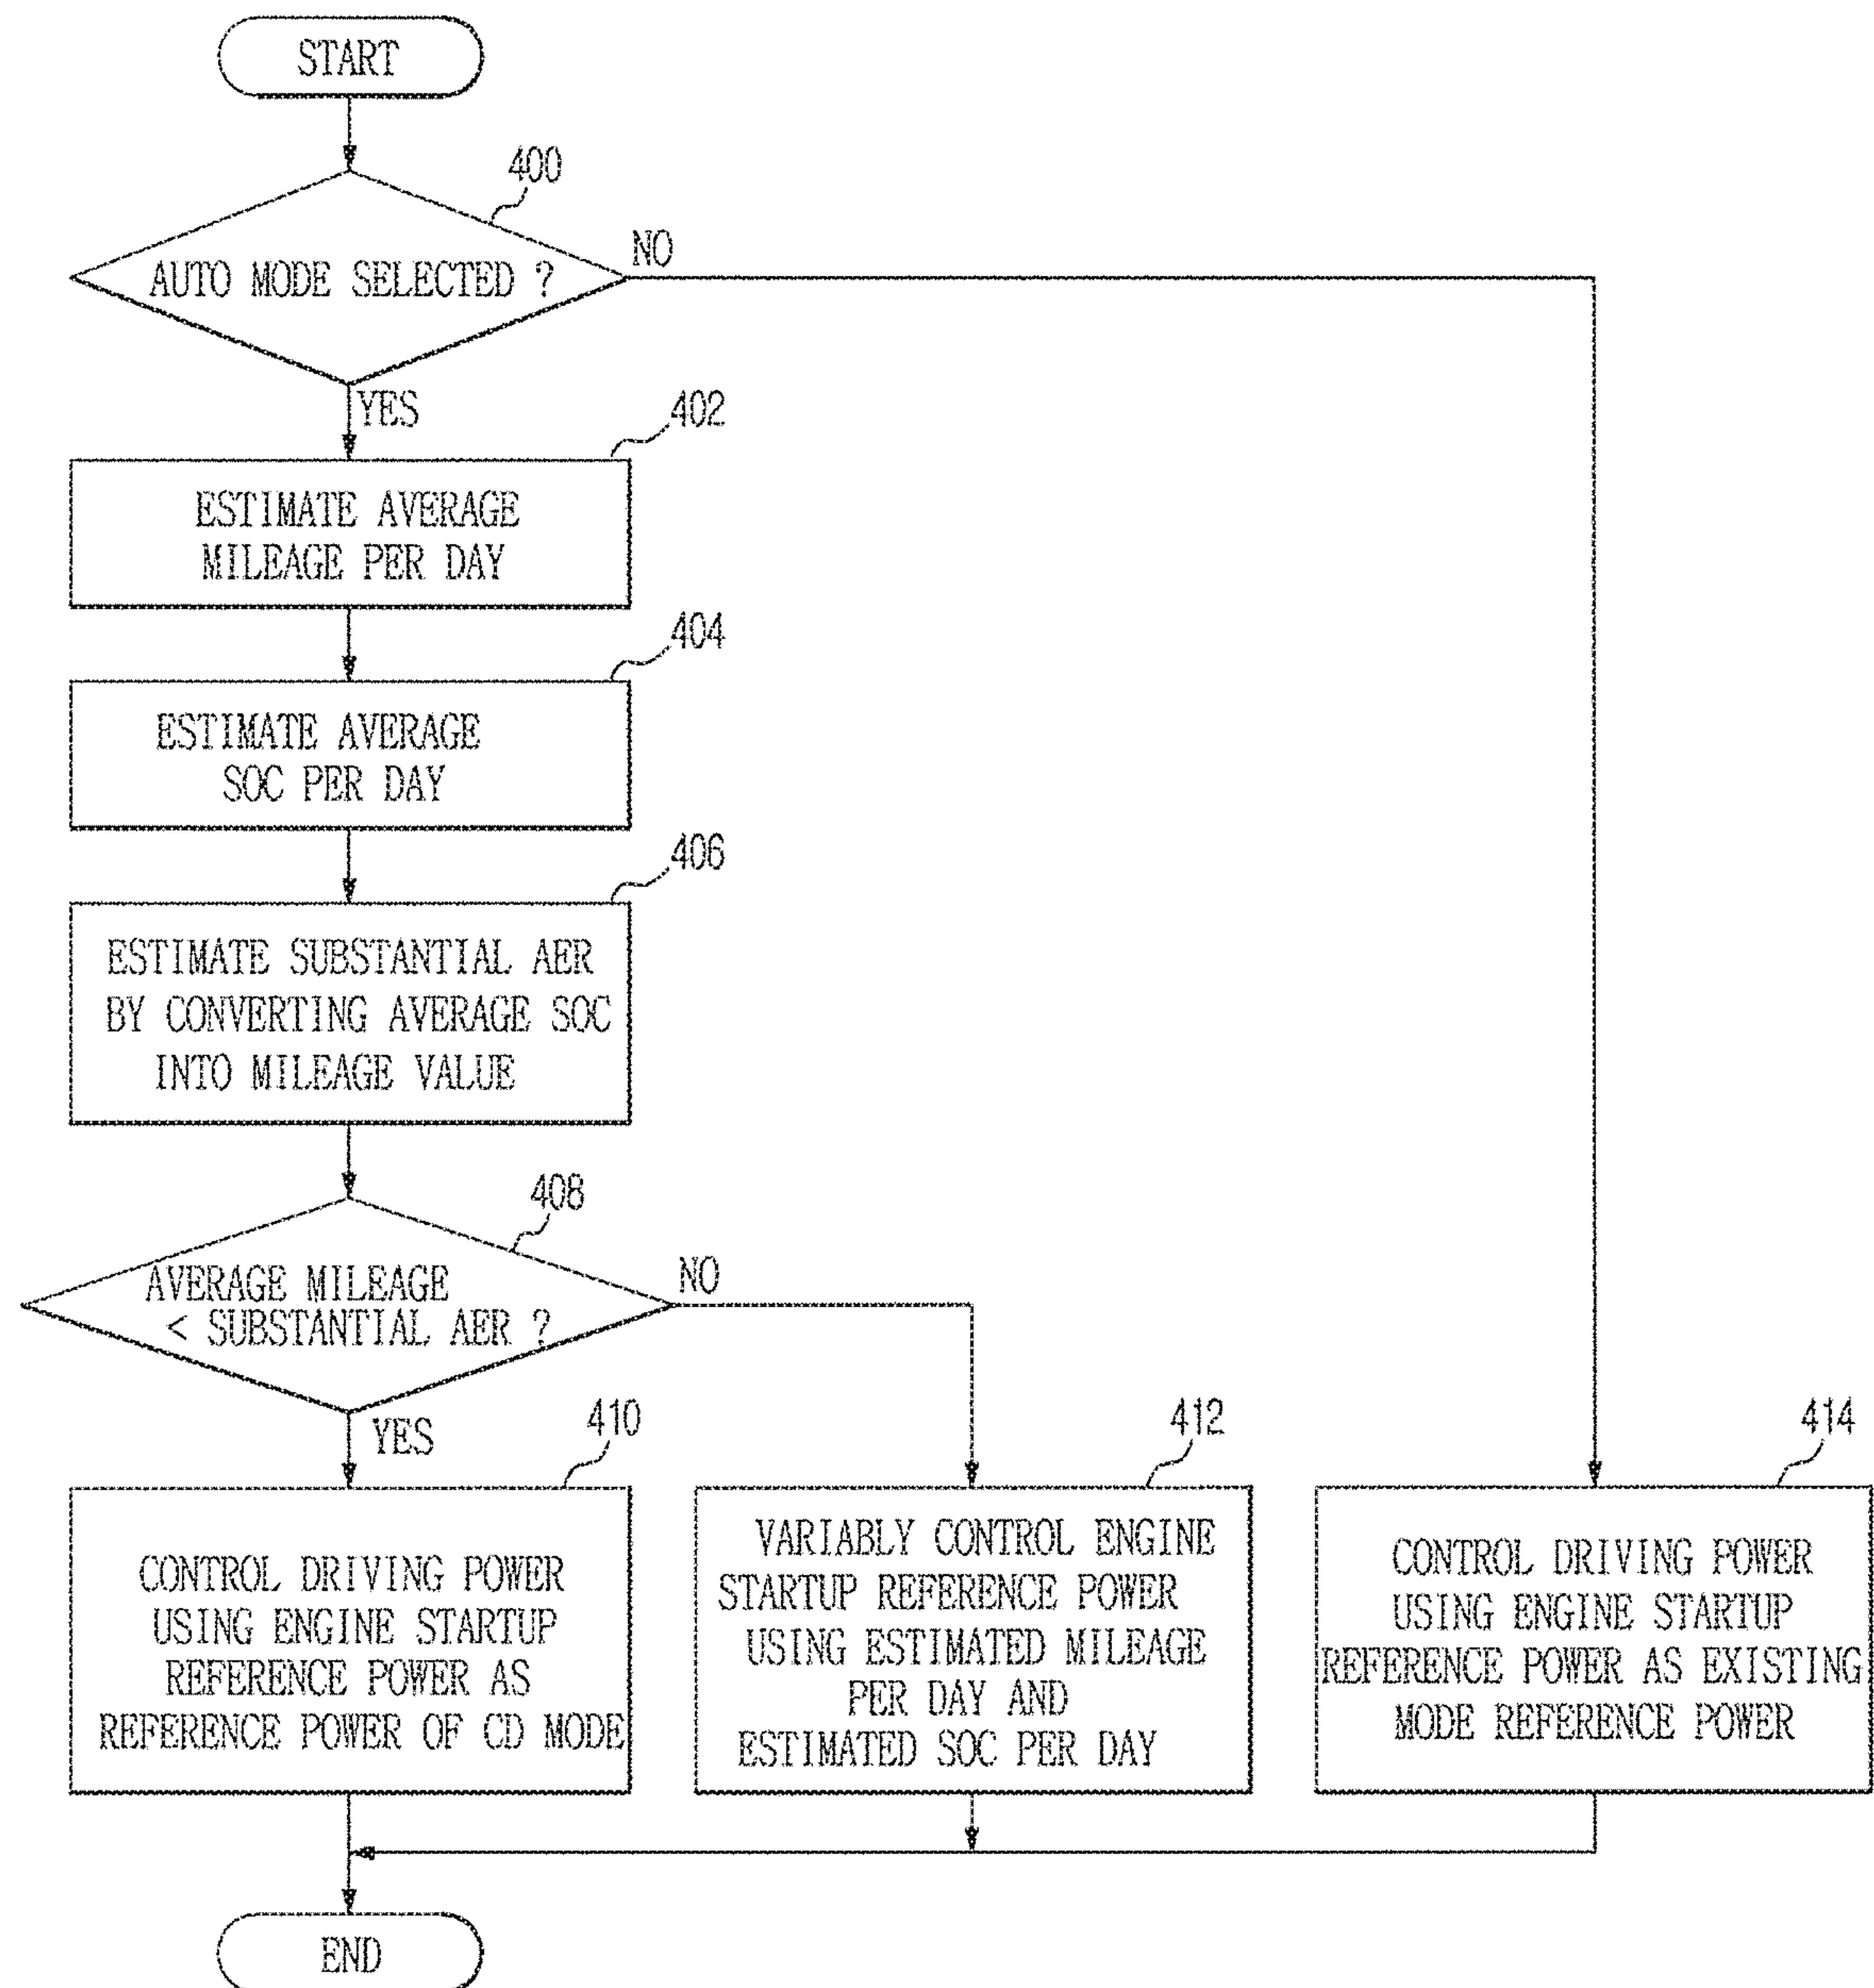 START
400
AUTO MODE SELECTED ?
NO
YES
402
ESTIMATE AVERAGE
MILEAGE PER DAY
404
ESTIMATE AVERAGE
SOC PER DAY
406
ESTIMATE SUBSTANTIAL AER
BY CONVERTING AVERAGE SOC
INTO MILEAGE VALUE
408
AVERAGE MILEAGE
< SUBSTANTIAL AER ?
NO
YES
410
CONTROL DRIVING POWER
USING ENGINE STARTUP
REFERENCE POWER AS
REFERENCE POWER OF CD MODE
412
VARIABLY CONTROL ENGINE
STARTUP REFERENCE POWER
USING ESTIMATED MILEAGE
PER DAY AND
ESTIMATED SOC PER DAY
414
CONTROL DRIVING POWER
USING ENGINE STARTUP
REFERENCE POWER AS EXISTING
MODE REFERENCE POWER
END